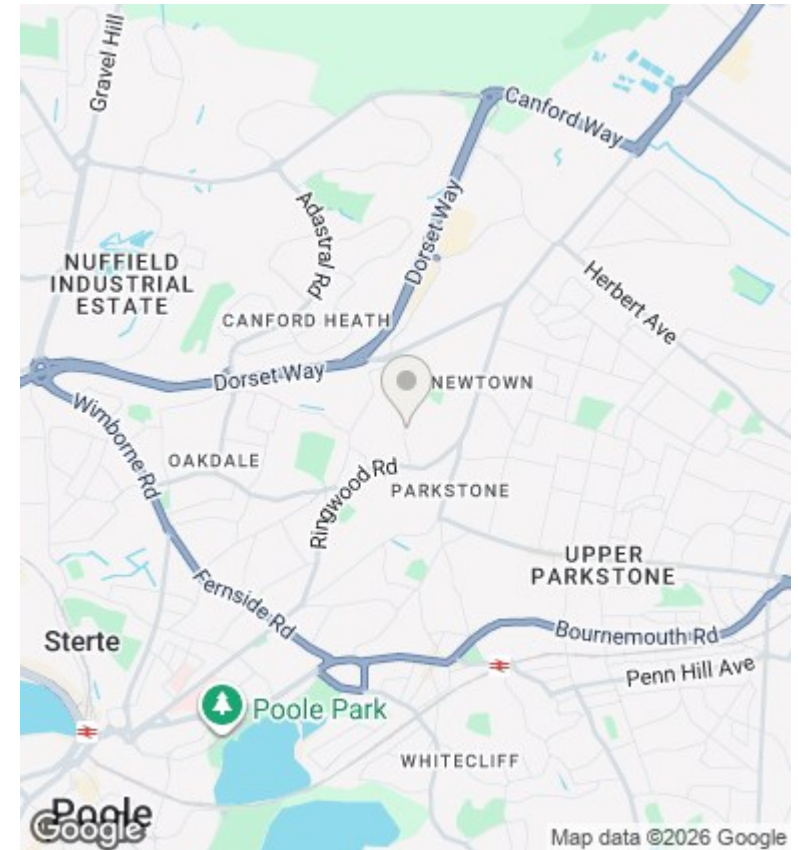 Gravel Hill
Canford Way
Adastral Rd
Dorset Way
NUFFIELD
INDUSTRIAL
ESTATE
Herbert Ave
CANFORD HEATH
Dorset Way
NEWTOWN
Wimborne Rd
OAKDALE
Ringwood Rd
PARKSTONE
UPPER
PARKSTONE
Fernside Rd
Sterte
Bournemouth Rd
Penn Hill Ave
Poole Park
WHITECLIFF
Poole
Google
Map data ©2026 Google